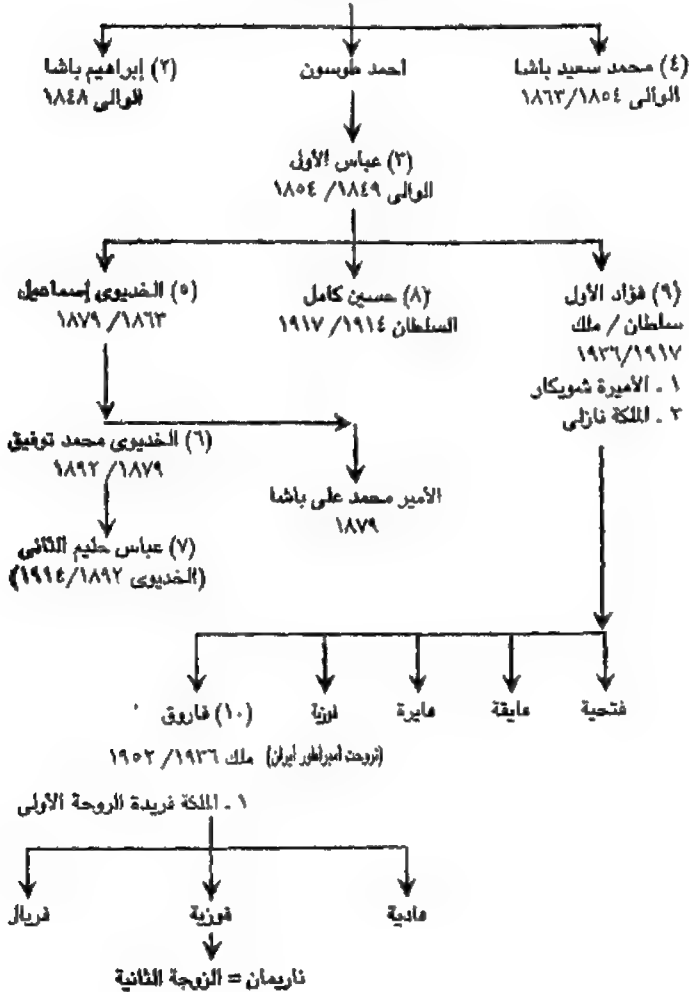 (٤) محمد سعيد باشا
الوالى ١٨٥٤/١٨٦٣
احمد طوسون
(٢) إبراهيم باشا
الوالى ١٨٤٨
(٣) عباس الأول
الوالى ١٨٤٩/ ١٨٥٤
(٩) فؤاد الأول
سلطان / ملك
١٩١٧/١٩٣٦
١ ـ الأميرة شويكار
٢ ـ الملكة نازلى
(٨) حسين كامل
السلطان ١٩١٤/ ١٩١٧
(٥) الخديوى إسماعيل
١٨٦٣/ ١٨٧٩
(٦) الخديوى محمد توفيق
١٨٧٩/ ١٨٩٢
الأمير محمد على باشا
١٨٧٩
(٧) عباس حليم الثانى
(الخديوى ١٨٩٢/١٩١٤)
فتحية
فايقة
فايزة
فوزية
(تزوجت أمبراطور أيران)
(١٠) فاروق
ملك ١٩٣٦/ ١٩٥٢
١ ـ الملكة فريدة الزوجة الأولى
فادية
فوزية
فريال
ناريمان = الزوجة الثانية